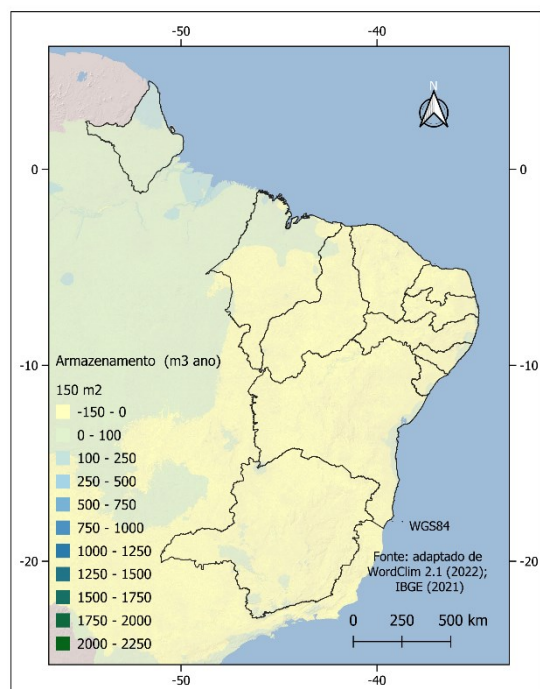 -50 -40
N
0 0
Armazenamento (m3 ano)
-10 -10
150 m2
-150 - 0
0 - 100
100 - 250
250 - 500
500 - 750
750 - 1000
1000 - 1250
1250 - 1500
1500 - 1750
1750 - 2000
2000 - 2250
WGS84
-20 -20
Fonte: adaptado de
WordClim 2.1 (2022);
IBGE (2021)
0 250 500 km
-50 -40